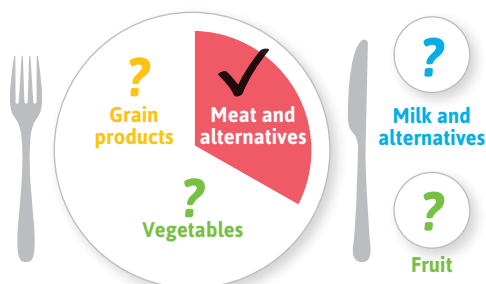 ?
Grain
products
Meat and
alternatives
?
Vegetables
?
Milk and
alternatives
?
Fruit